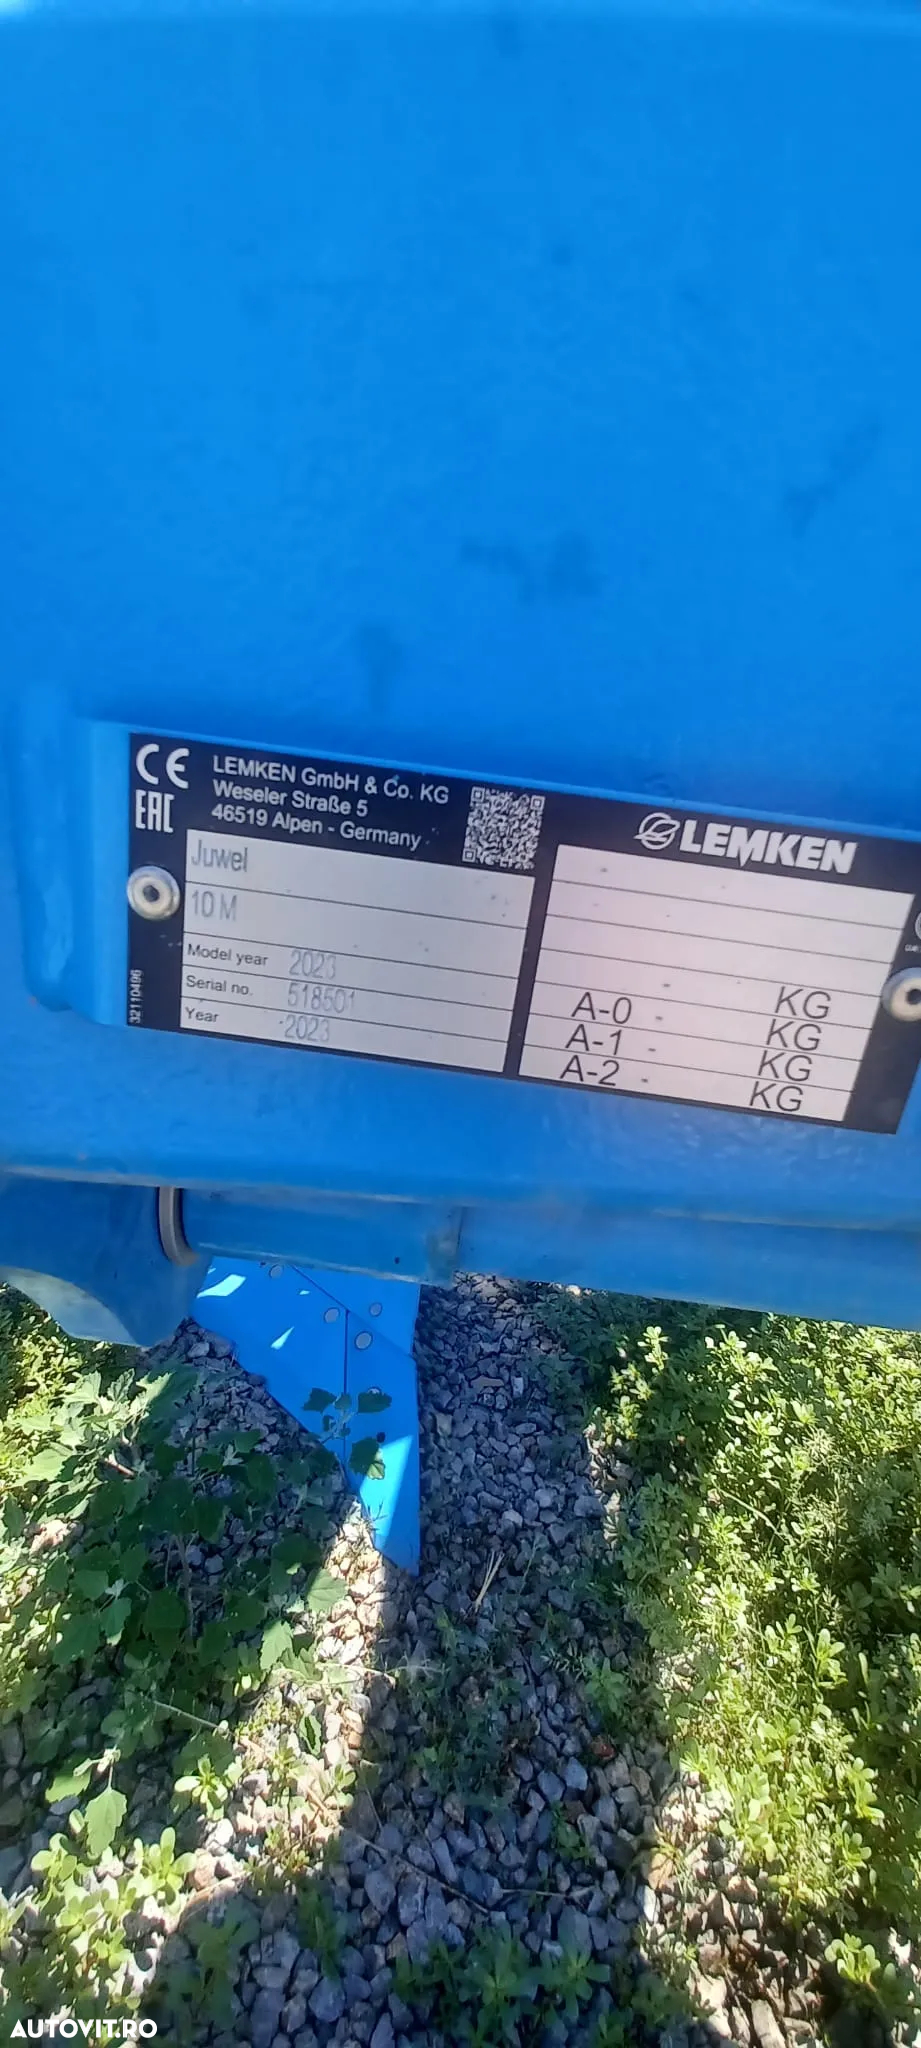 CE
EAC
LEMKEN GmbH & Co. KG
Weseler Straße 5
46519 Alpen - Germany
Juwel
10 M
Model year 2023
Serial no. 518501
Year 2023
32110496
LEMKEN
KG
A-0 - KG
A-1 - KG
A-2 - KG
AUTOVIT.RO